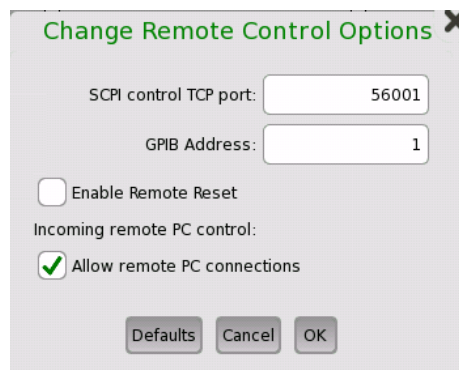 Change Remote Control Options
SCPI control TCP port: 56001
GPIB Address: 1
Enable Remote Reset
Incoming remote PC control:
Allow remote PC connections
Defaults Cancel OK